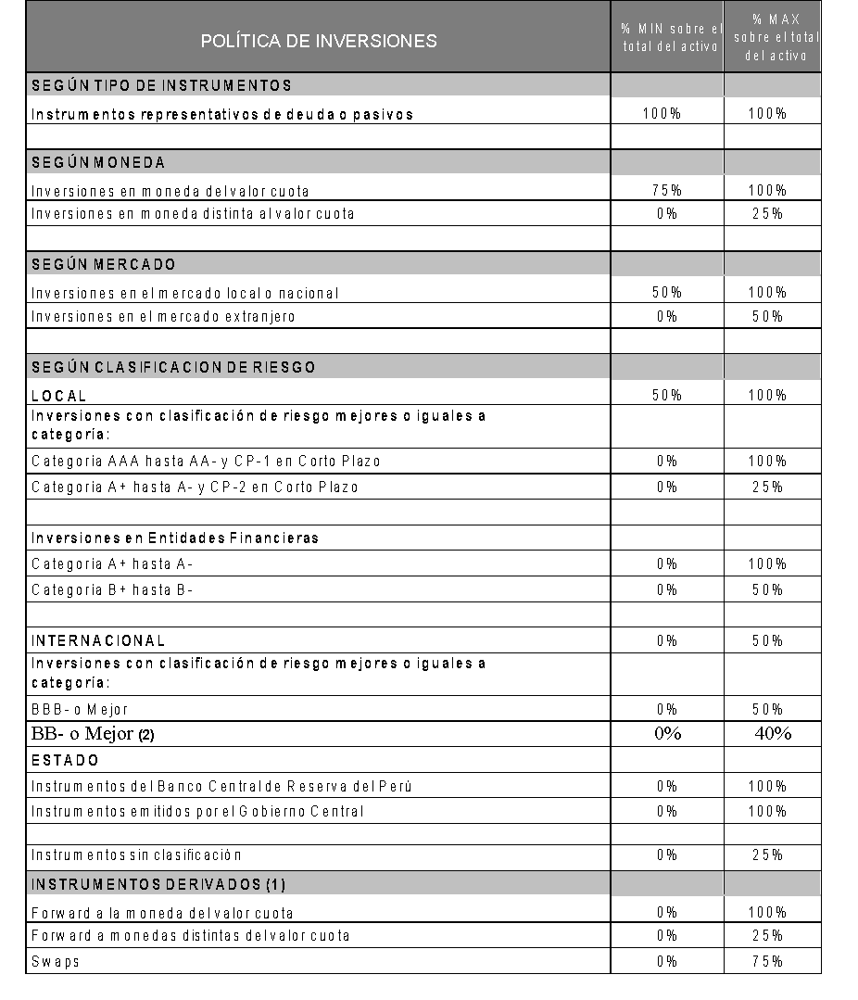 POLÍTICA DE INVERSIONES % MIN sobre el total del activo % MAX sobre el total del activo
SEGÚN TIPO DE INSTRUMENTOS
Instrumentos representativos de deuda o pasivos 100% 100%
SEGÚN MONEDA
Inversiones en moneda del valor cuota 75% 100%
Inversiones en moneda distinta al valor cuota 0% 25%
SEGÚN MERCADO
Inversiones en el mercado local o nacional 50% 100%
Inversiones en el mercado extranjero 0% 50%
SEGÚN CLASIFICACION DE RIESGO
LOCAL 50% 100%
Inversiones con clasificación de riesgo mejores o iguales a
categoría:
Categoria AAA hasta AA- y CP-1 en Corto Plazo 0% 100%
Categoria A+ hasta A- y CP-2 en Corto Plazo 0% 25%
Inversiones en Entidades Financieras
Categoria A+ hasta A- 0% 100%
Categoria B+ hasta B- 0% 50%
INTERNACIONAL 0% 50%
Inversiones con clasificación de riesgo mejores o iguales a
categoría:
BBB- o Mejor 0% 50%
BB- o Mejor (2) 0% 40%
ESTADO
Instrumentos del Banco Central de Reserva del Perú 0% 100%
Instrumentos emitidos por el Gobierno Central 0% 100%
Instrumentos sin clasificación 0% 25%
INSTRUMENTOS DERIVADOS (1)
Forward a la moneda del valor cuota 0% 100%
Forward a monedas distintas del valor cuota 0% 25%
Swaps 0% 75%